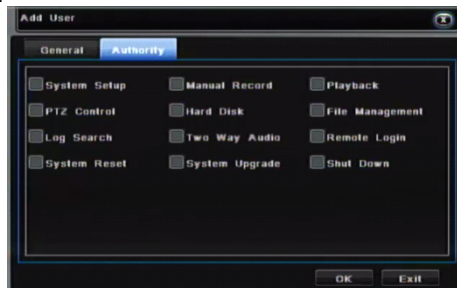 Add User
General Authority
System Setup Manual Record Playback
PTZ Control Hard Disk File Management
Log Search Two Way Audio Remote Login
System Reset System Upgrade Shut Down
OK Exit